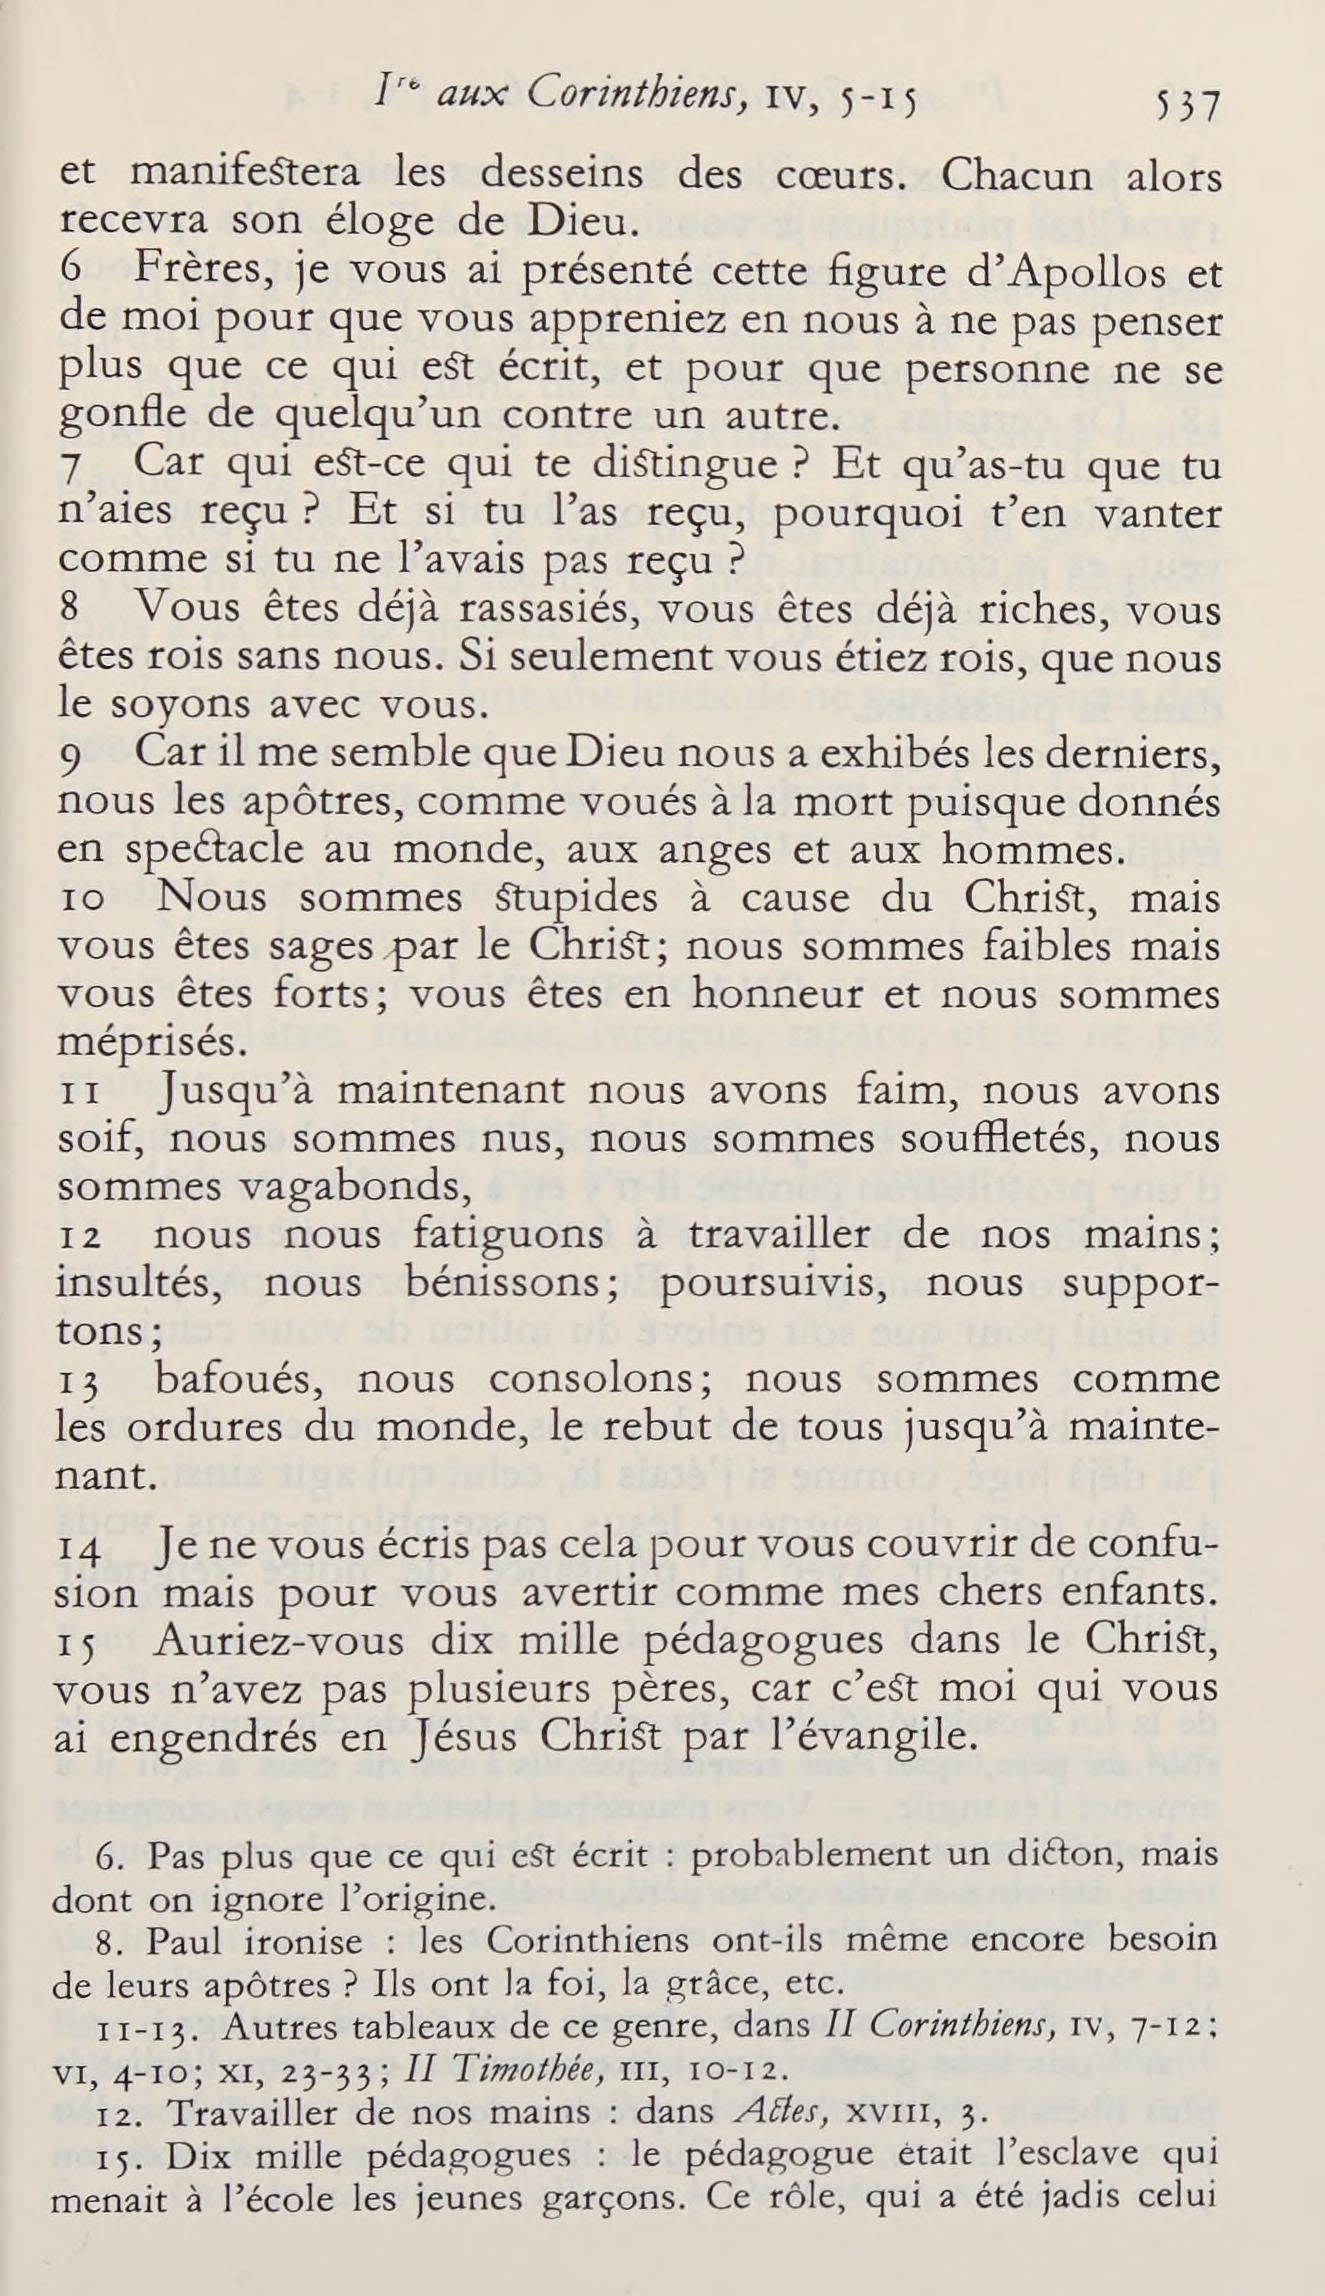 Iʳᵉ aux Corinthiens, IV, 5-15 537
et manifestera les desseins des cœurs. Chacun alors
recevra son éloge de Dieu.
6 Frères, je vous ai présenté cette figure d’Apollos et
de moi pour que vous appreniez en nous à ne pas penser
plus que ce qui est écrit, et pour que personne ne se
gonfle de quelqu’un contre un autre.
7 Car qui est-ce qui te distingue ? Et qu’as-tu que tu
n’aies reçu ? Et si tu l’as reçu, pourquoi t’en vanter
comme si tu ne l’avais pas reçu ?
8 Vous êtes déjà rassasiés, vous êtes déjà riches, vous
êtes rois sans nous. Si seulement vous étiez rois, que nous
le soyons avec vous.
9 Car il me semble que Dieu nous a exhibés les derniers,
nous les apôtres, comme voués à la mort puisque donnés
en spectacle au monde, aux anges et aux hommes.
10 Nous sommes stupides à cause du Christ, mais
vous êtes sages par le Christ; nous sommes faibles mais
vous êtes forts; vous êtes en honneur et nous sommes
méprisés.
11 Jusqu’à maintenant nous avons faim, nous avons
soif, nous sommes nus, nous sommes souffletés, nous
sommes vagabonds,
12 nous nous fatiguons à travailler de nos mains;
insultés, nous bénissons; poursuivis, nous suppor-
tons;
13 bafoués, nous consolons; nous sommes comme
les ordures du monde, le rebut de tous jusqu’à mainte-
nant.
14 Je ne vous écris pas cela pour vous couvrir de confu-
sion mais pour vous avertir comme mes chers enfants.
15 Auriez-vous dix mille pédagogues dans le Christ,
vous n’avez pas plusieurs pères, car c’est moi qui vous
ai engendrés en Jésus Christ par l’évangile.
6. Pas plus que ce qui est écrit : probablement un dicton, mais
dont on ignore l’origine.
8. Paul ironise : les Corinthiens ont-ils même encore besoin
de leurs apôtres ? Ils ont la foi, la grâce, etc.
11-13. Autres tableaux de ce genre, dans II Corinthiens, IV, 7-12;
VI, 4-10; XI, 23-33; II Timothée, III, 10-12.
12. Travailler de nos mains : dans Actes, XVIII, 3.
15. Dix mille pédagogues : le pédagogue était l’esclave qui
menait à l’école les jeunes garçons. Ce rôle, qui a été jadis celui